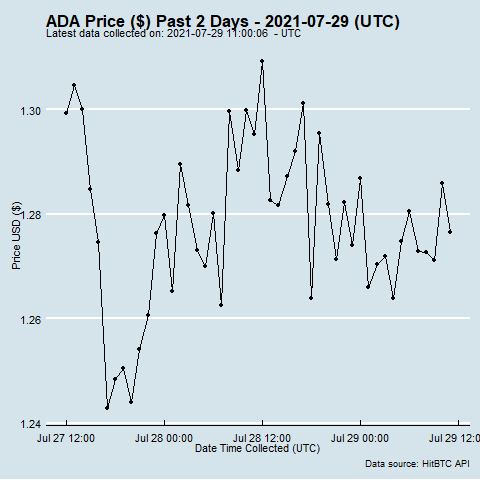 ADA Price ($) Past 2 Days - 2021-07-29 (UTC)
Latest data collected on: 2021-07-29 11:00:06  - UTC
Price USD ($)
1.30
1.28
1.26
1.24
Jul 27 12:00 Jul 28 00:00 Jul 28 12:00 Jul 29 00:00 Jul 29 12:00
Date Time Collected (UTC)
Data source: HitBTC API